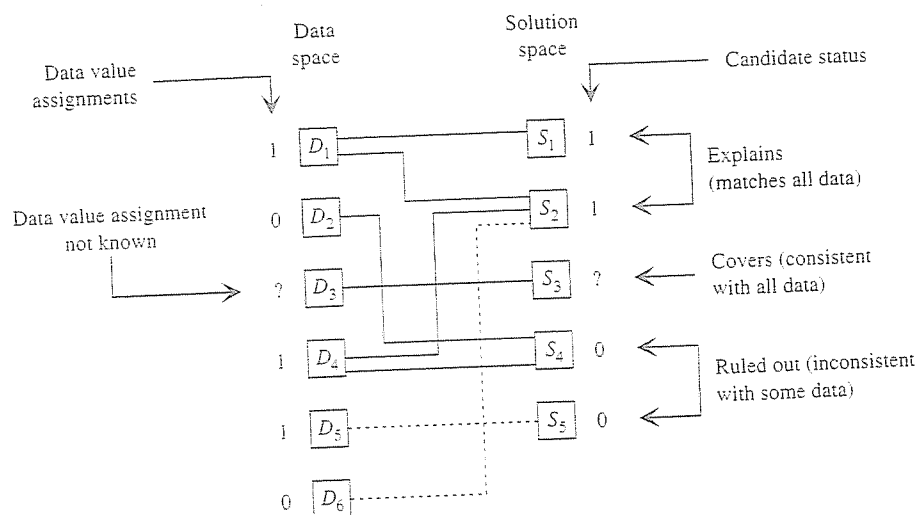 Data
space
Solution
space
Data value
assignments
Candidate status
1 D1 S1 1
Explains
(matches all data)
0 D2 S2 1
Data value assignment
not known
? D3 S3 ?
Covers (consistent
with all data)
1 D4 S4 0
Ruled out (inconsistent
with some data)
1 D5 S5 0
0 D6